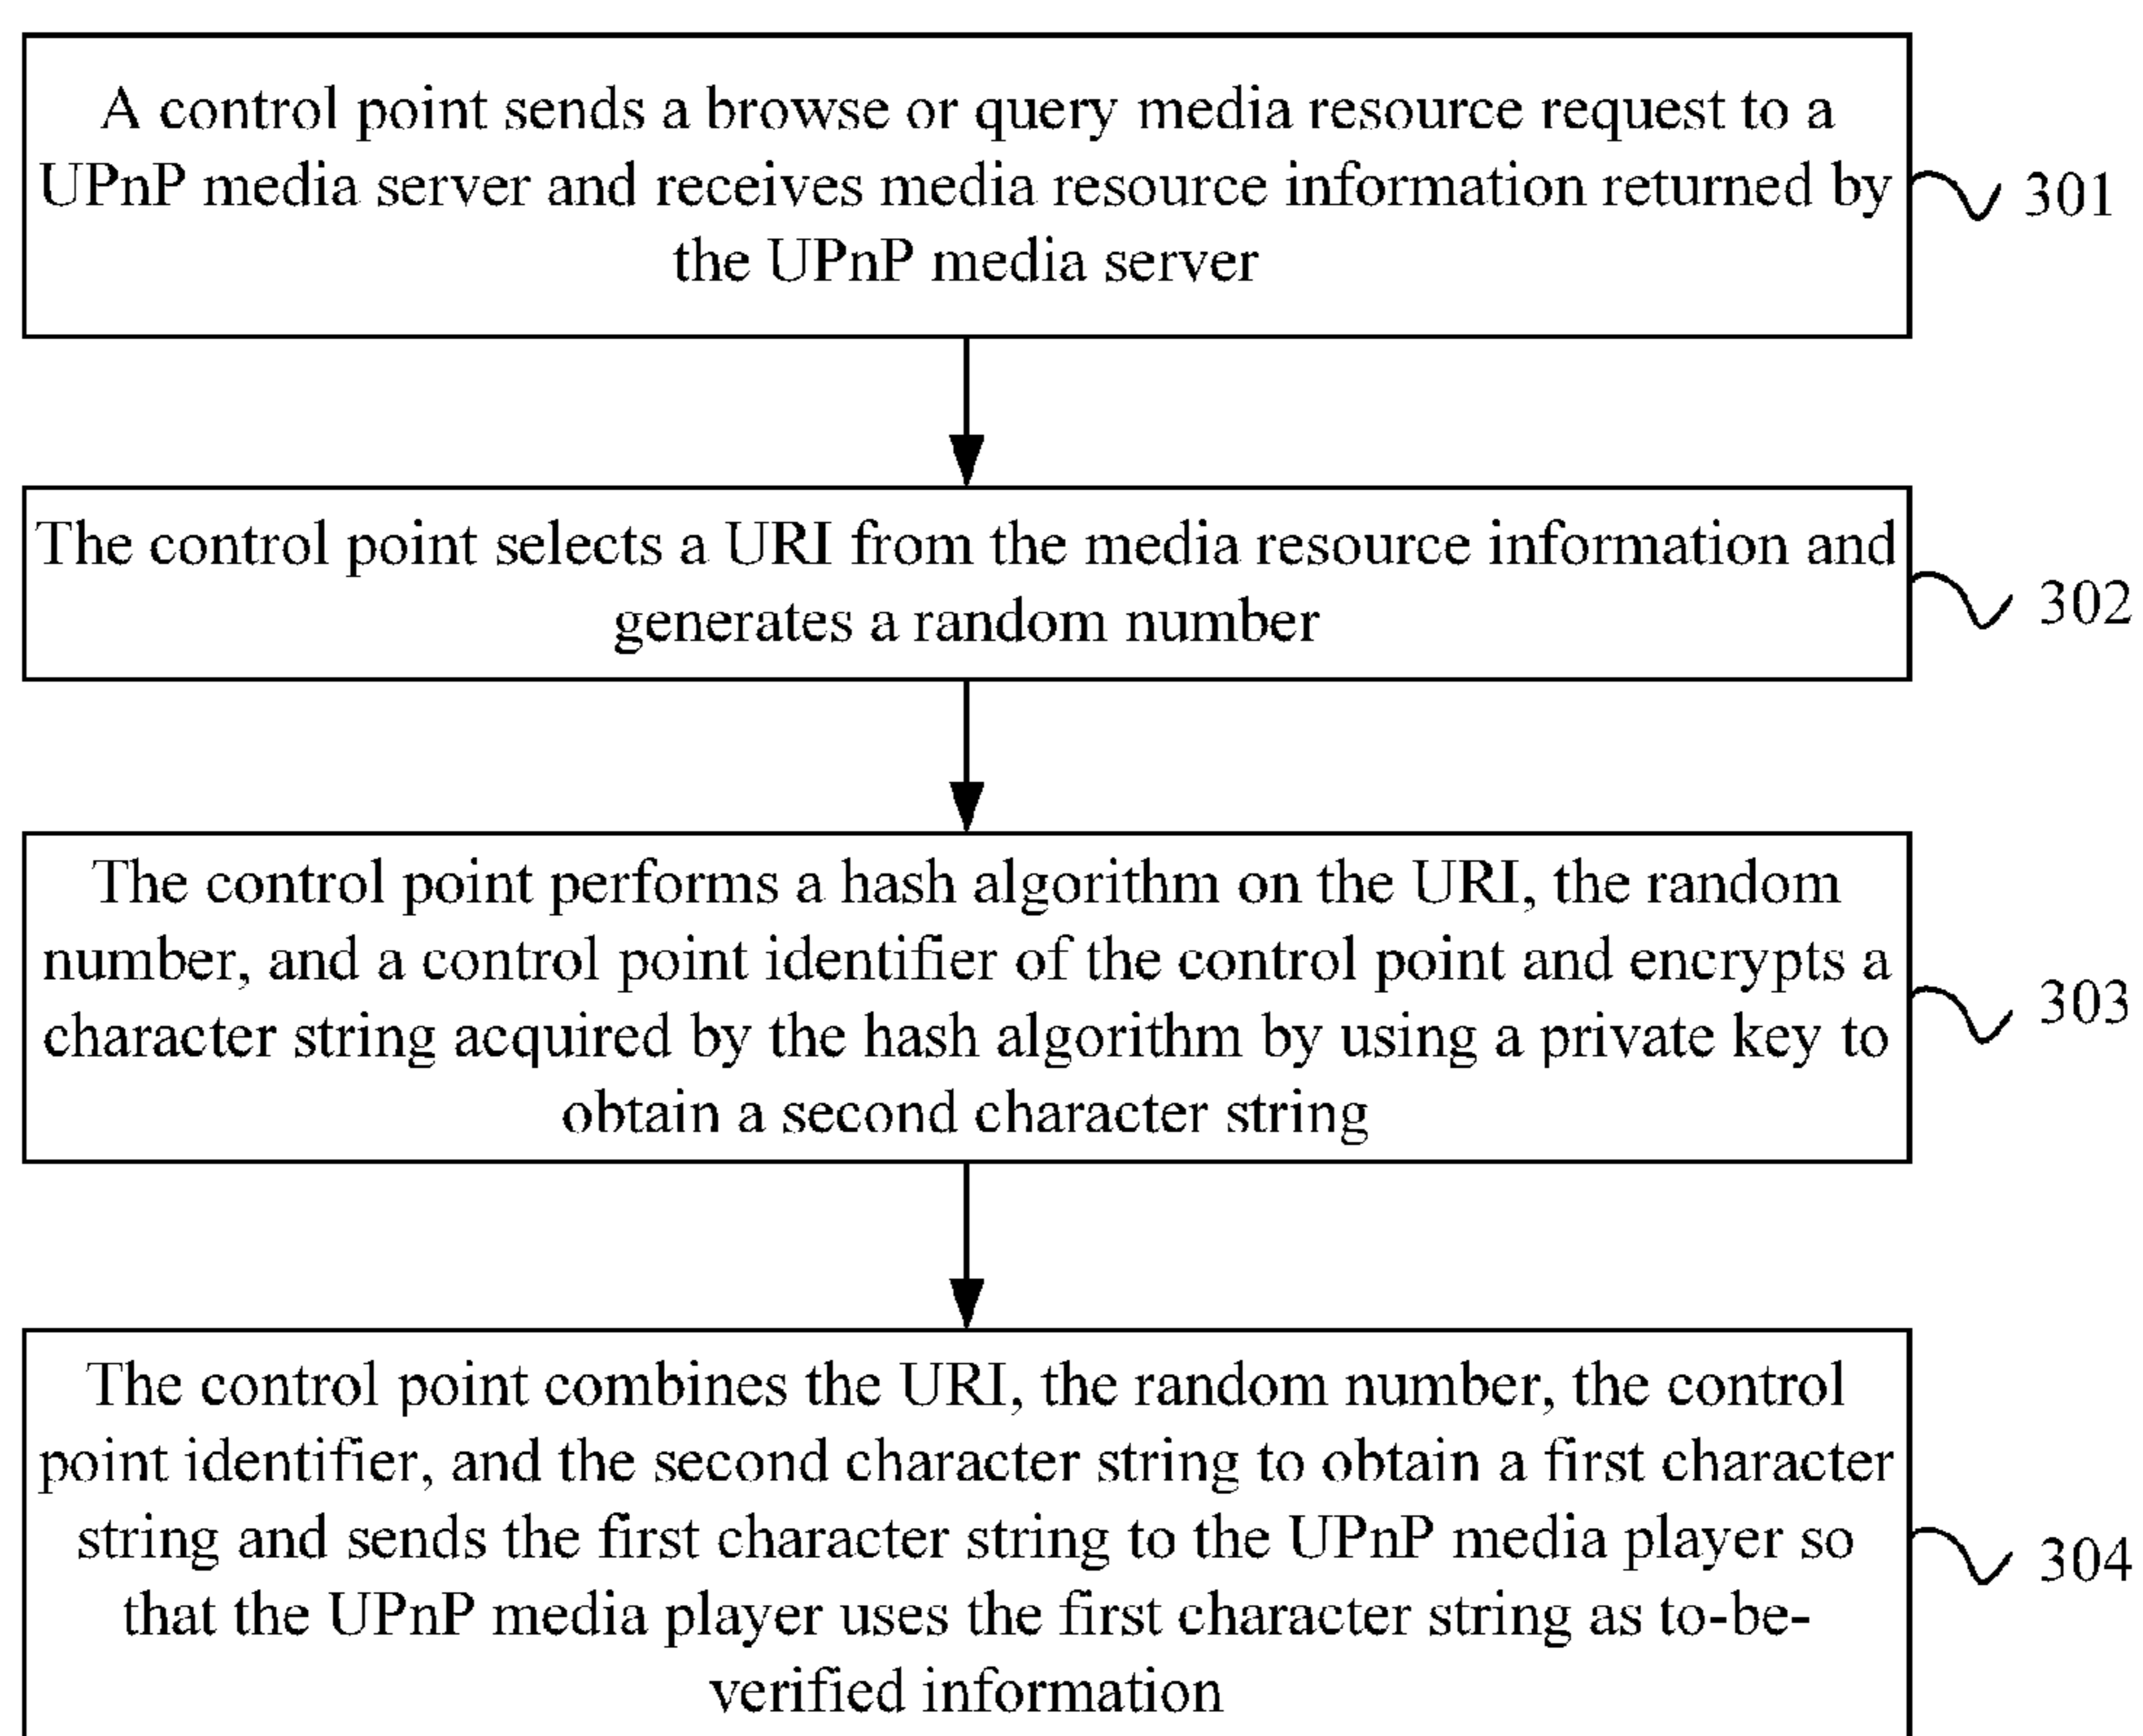 A control point sends a browse or query media resource request to a
UPnP media server and receives media resource information returned by
the UPnP media server
301
The control point selects a URI from the media resource information and
generates a random number
302
The control point performs a hash algorithm on the URI, the random
number, and a control point identifier of the control point and encrypts a
character string acquired by the hash algorithm by using a private key to
obtain a second character string
303
The control point combines the URI, the random number, the control
point identifier, and the second character string to obtain a first character
string and sends the first character string to the UPnP media player so
that the UPnP media player uses the first character string as to-be-
verified information
304